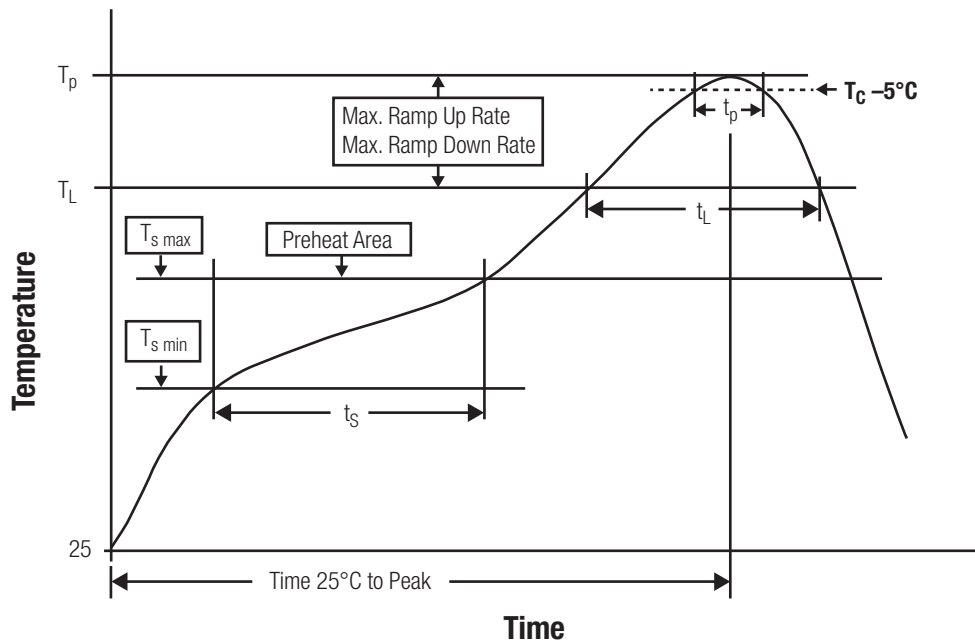 Tp
TC –5°C
Max. Ramp Up Rate
Max. Ramp Down Rate
tp
TL
tL
Ts max
Preheat Area
Ts min
tS
Temperature
25
Time 25°C to Peak
Time